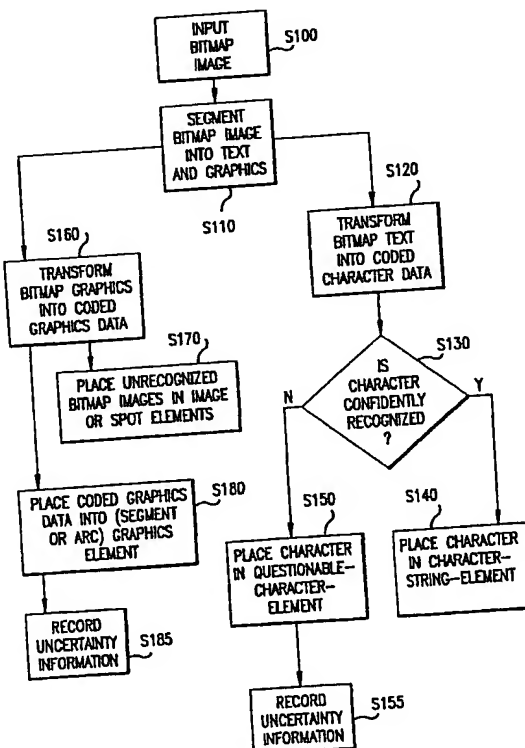 INPUT
BITMAP
IMAGE
S100
SEGMENT
BITMAP IMAGE
INTO TEXT
AND GRAPHICS
S110
S120
TRANSFORM
BITMAP TEXT
INTO CODED
CHARACTER DATA
S160
TRANSFORM
BITMAP GRAPHICS
INTO CODED
GRAPHICS DATA
S170
PLACE UNRECOGNIZED
BITMAP IMAGES IN IMAGE
OR SPOT ELEMENTS
S130
IS
CHARACTER
CONFIDENTLY
RECOGNIZED
?
N
Y
S180
PLACE CODED GRAPHICS
DATA INTO (SEGMENT
OR ARC) GRAPHICS
ELEMENT
S150
PLACE CHARACTER
IN QUESTIONABLE-
CHARACTER-
ELEMENT
S140
PLACE CHARACTER
IN CHARACTER-
STRING-ELEMENT
RECORD
UNCERTAINTY
INFORMATION
S185
RECORD
UNCERTAINTY
INFORMATION
S155